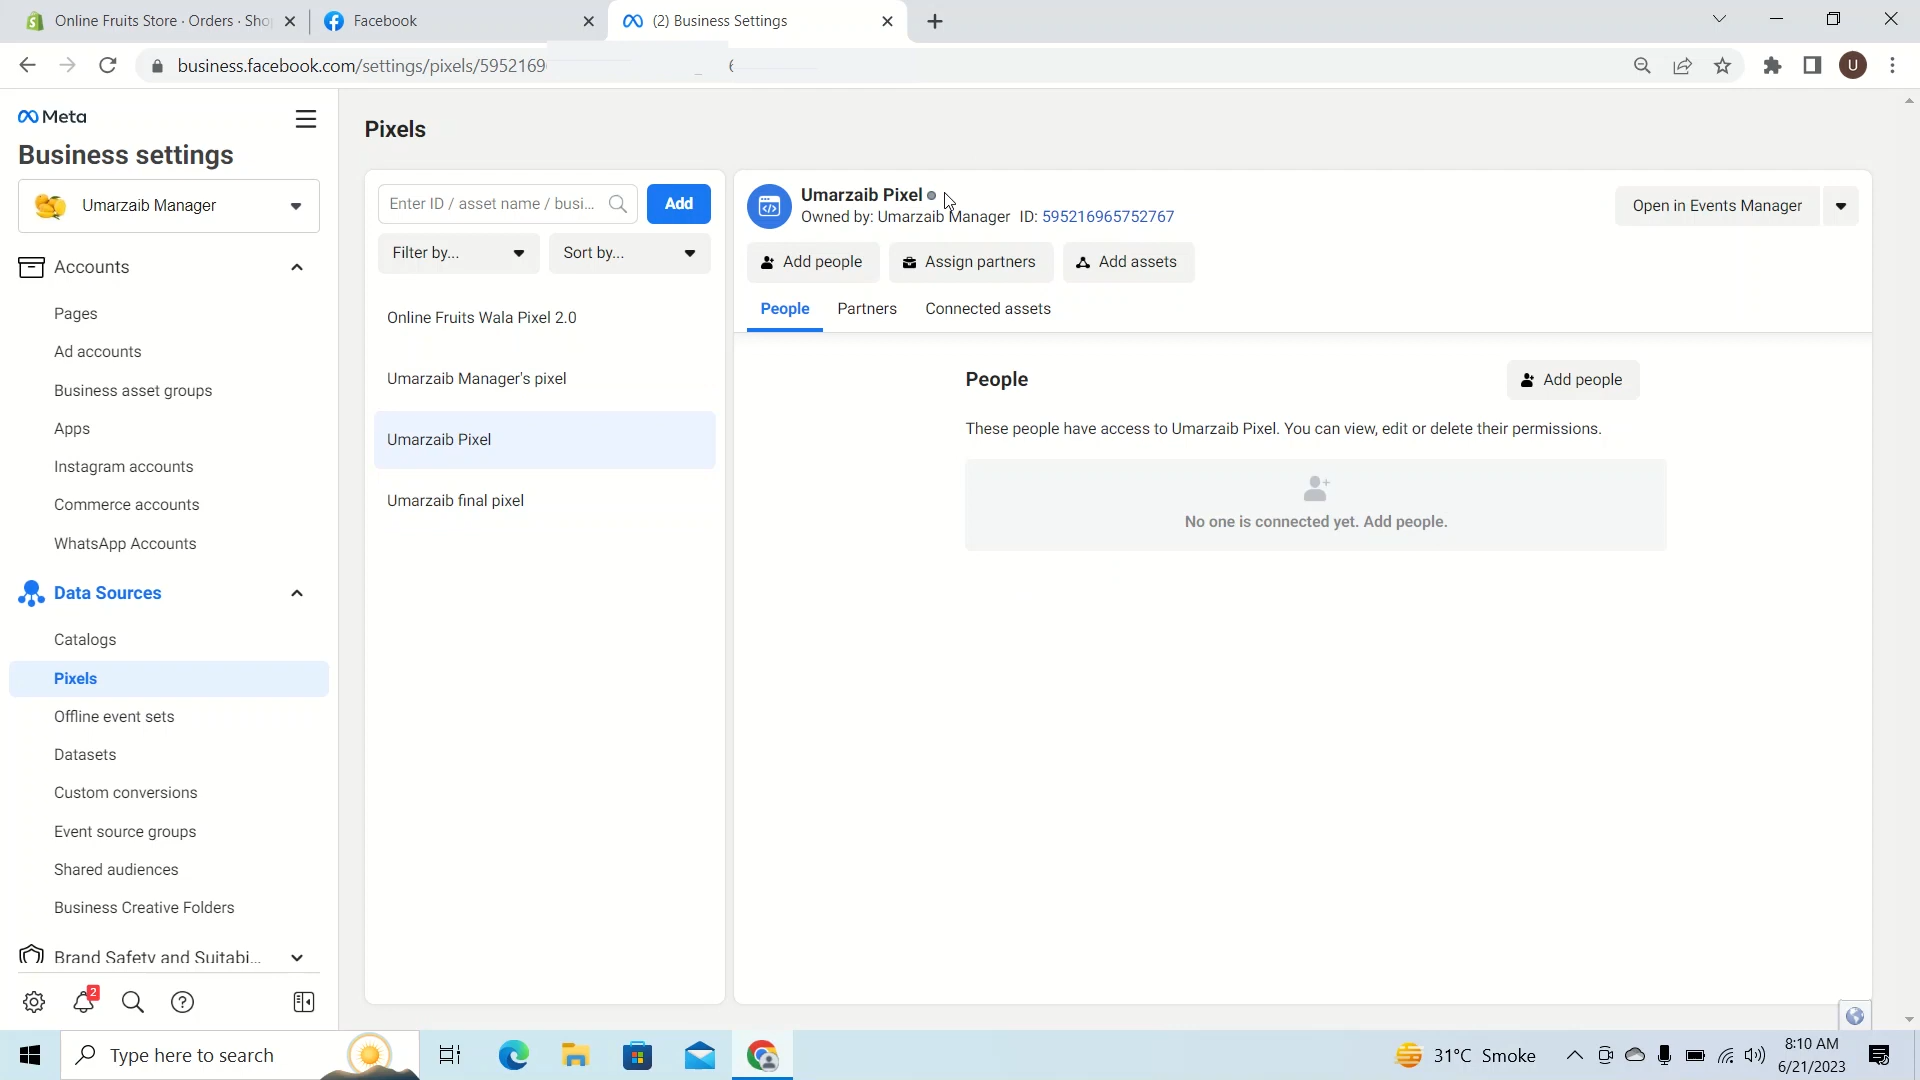 Online Fruits Store · Orders · Sho
Facebook
(2) Business Settings
business.facebook.com/settings/pixels/5952169
U
Meta
Business settings
Umarzaib Manager
Accounts
Pages
Ad accounts
Business asset groups
Apps
Instagram accounts
Commerce accounts
WhatsApp Accounts
Data Sources
Catalogs
Pixels
Offline event sets
Datasets
Custom conversions
Event source groups
Shared audiences
Business Creative Folders
Brand Safety and Suitabi...
2
Pixels
Enter ID / asset name / busi...
Add
Filter by...
Sort by...
Online Fruits Wala Pixel 2.0
Umarzaib Manager's pixel
Umarzaib Pixel
Umarzaib final pixel
Umarzaib Pixel
Owned by: Umarzaib Manager ID: 595216965752767
Open in Events Manager
Add people
Assign partners
Add assets
People
Partners
Connected assets
People
Add people
These people have access to Umarzaib Pixel. You can view, edit or delete their permissions.
No one is connected yet. Add people.
Type here to search
31°C Smoke
8:10 AM
6/21/2023